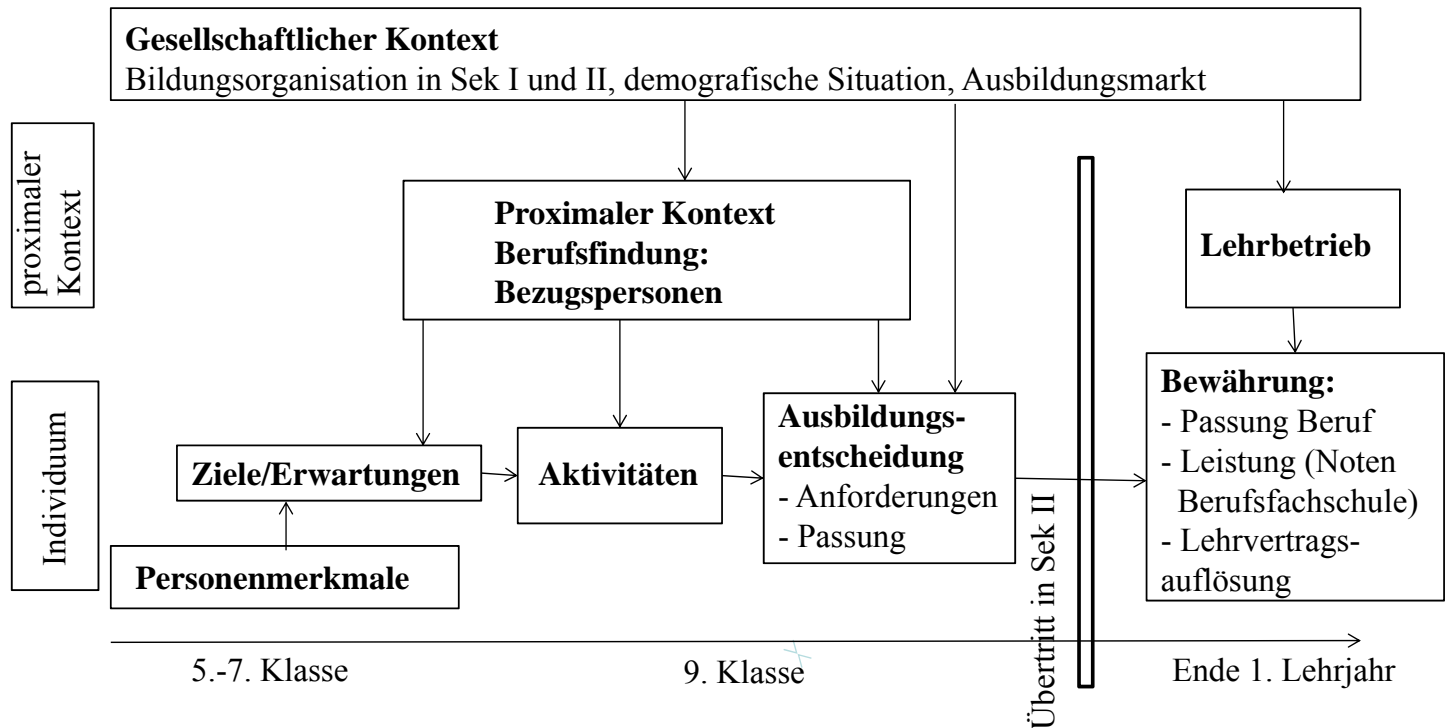 Gesellschaftlicher Kontext
Bildungsorganisation in Sek I und II, demografische Situation, Ausbildungsmarkt
proximaler
Kontext
Proximaler Kontext
Berufsfindung:
Bezugspersonen
Lehrbetrieb
Individuum
Ziele/Erwartungen
Personenmerkmale
Aktivitäten
Ausbildungs-
entscheidung
- Anforderungen
- Passung
Übertritt in Sek II
Bewährung:
- Passung Beruf
- Leistung (Noten
Berufsfachschule)
- Lehrvertrags-
auflösung
5.-7. Klasse
9. Klasse
Ende 1. Lehrjahr